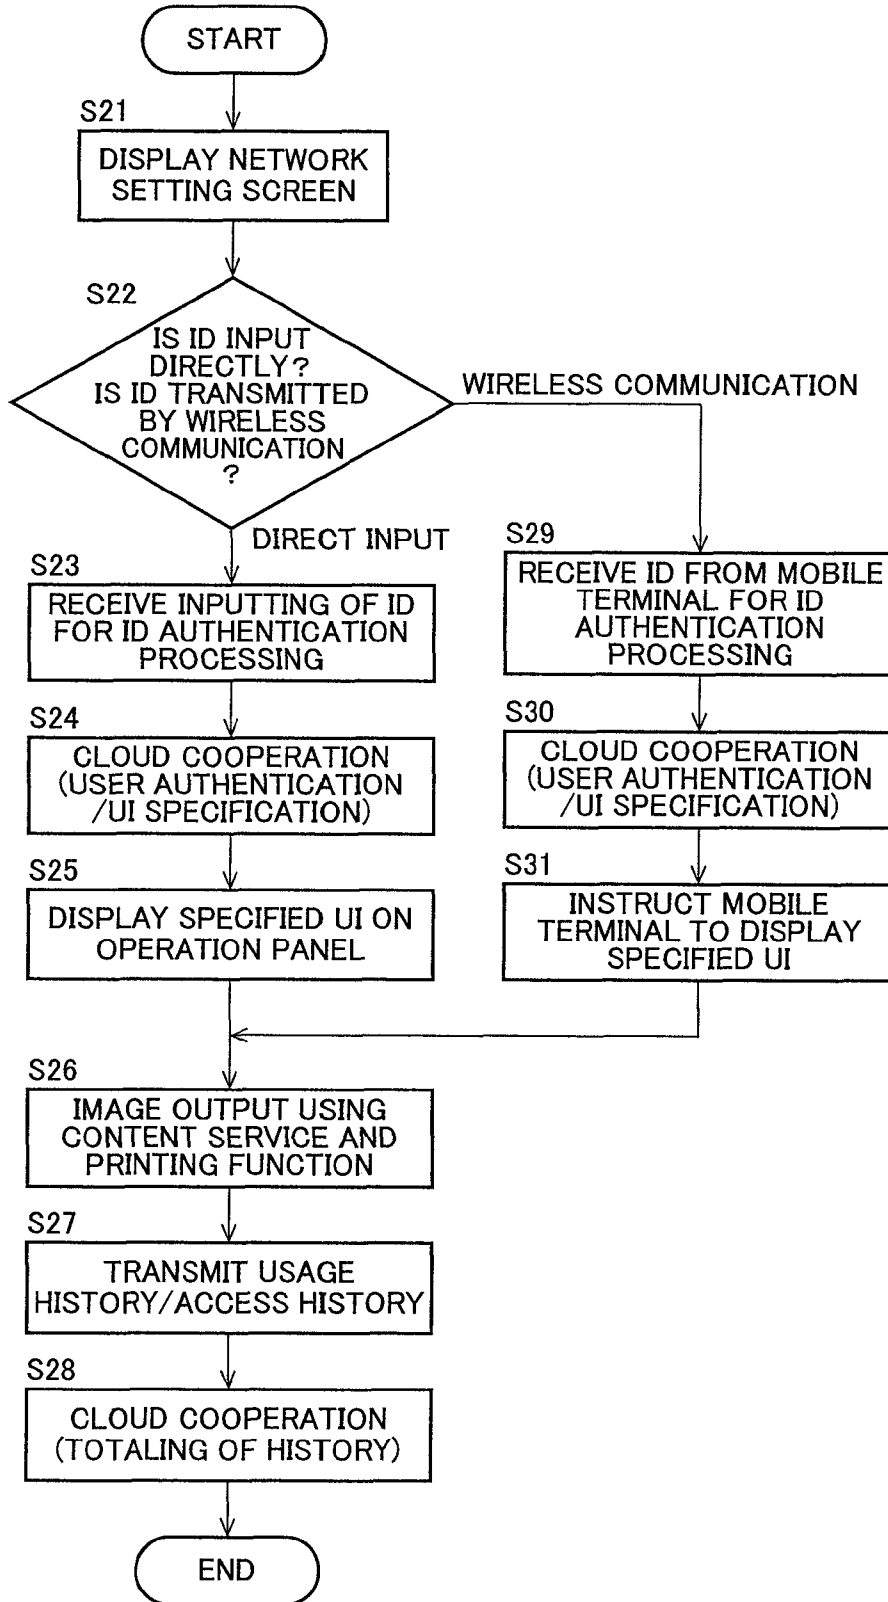 START
S21
DISPLAY NETWORK
SETTING SCREEN
S22
IS ID INPUT
DIRECTLY?
IS ID TRANSMITTED
BY WIRELESS
COMMUNICATION
?
WIRELESS COMMUNICATION
DIRECT INPUT
S23
RECEIVE INPUTTING OF ID
FOR ID AUTHENTICATION
PROCESSING
S24
CLOUD COOPERATION
(USER AUTHENTICATION
/UI SPECIFICATION)
S25
DISPLAY SPECIFIED UI ON
OPERATION PANEL
S29
RECEIVE ID FROM MOBILE
TERMINAL FOR ID
AUTHENTICATION
PROCESSING
S30
CLOUD COOPERATION
(USER AUTHENTICATION
/UI SPECIFICATION)
S31
INSTRUCT MOBILE
TERMINAL TO DISPLAY
SPECIFIED UI
S26
IMAGE OUTPUT USING
CONTENT SERVICE AND
PRINTING FUNCTION
S27
TRANSMIT USAGE
HISTORY/ACCESS HISTORY
S28
CLOUD COOPERATION
(TOTALING OF HISTORY)
END